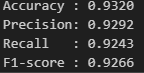 Accuracy : 0.9320
Precision: 0.9292
Recall   : 0.9243
F1-score : 0.9266